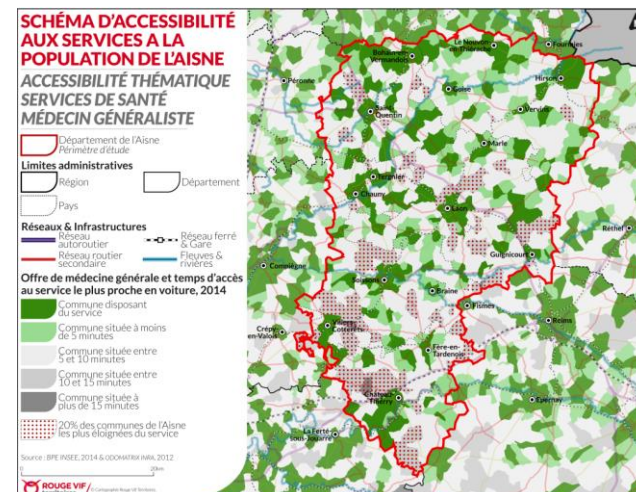 SCHÉMA D'ACCESSIBILITÉ
AUX SERVICES A LA
POPULATION DE L'AISNE
ACCESSIBILITÉ THÉMATIQUE
SERVICES DE SANTÉ
MÉDECIN GÉNÉRALISTE
Département de l'Aisne
Périmètre d'étude
Limites administratives
Région
Département
Pays
Réseaux & Infrastructures
Réseau
autoroutier
Réseau ferré
& Gare
Réseau routier
secondaire
Fleuves &
rivières
Offre de médecine générale et temps d'accès
au service le plus proche en voiture, 2014
Commune disposant
du service
Commune située à moins
de 5 minutes
Commune située entre
5 et 10 minutes
Commune située entre
10 et 15 minutes
Commune située à
plus de 15 minutes
20% des communes de l'Aisne
les plus éloignées du service
Source : BPE INSEE, 2014 & ODOMATRIX INRA, 2012
0
20km
ROUGE VIF
Le Nouvion-
en-Thiérache
Fourmies
Bohain-en-
Vermandois
Péronne
Hirson
Guise
Saint-
Quentin
Vervins
Marle
Tergnier
Chauny
Laon
Rethel
Guignicourt
Compiègne
Soissons
Braine
Fismes
Reims
Crépy-
en-Valois
Villers-
Cotterêts
Fère-en-
Tardenois
Château-
Thierry
Épernay
La Ferté-
sous-Jouarre